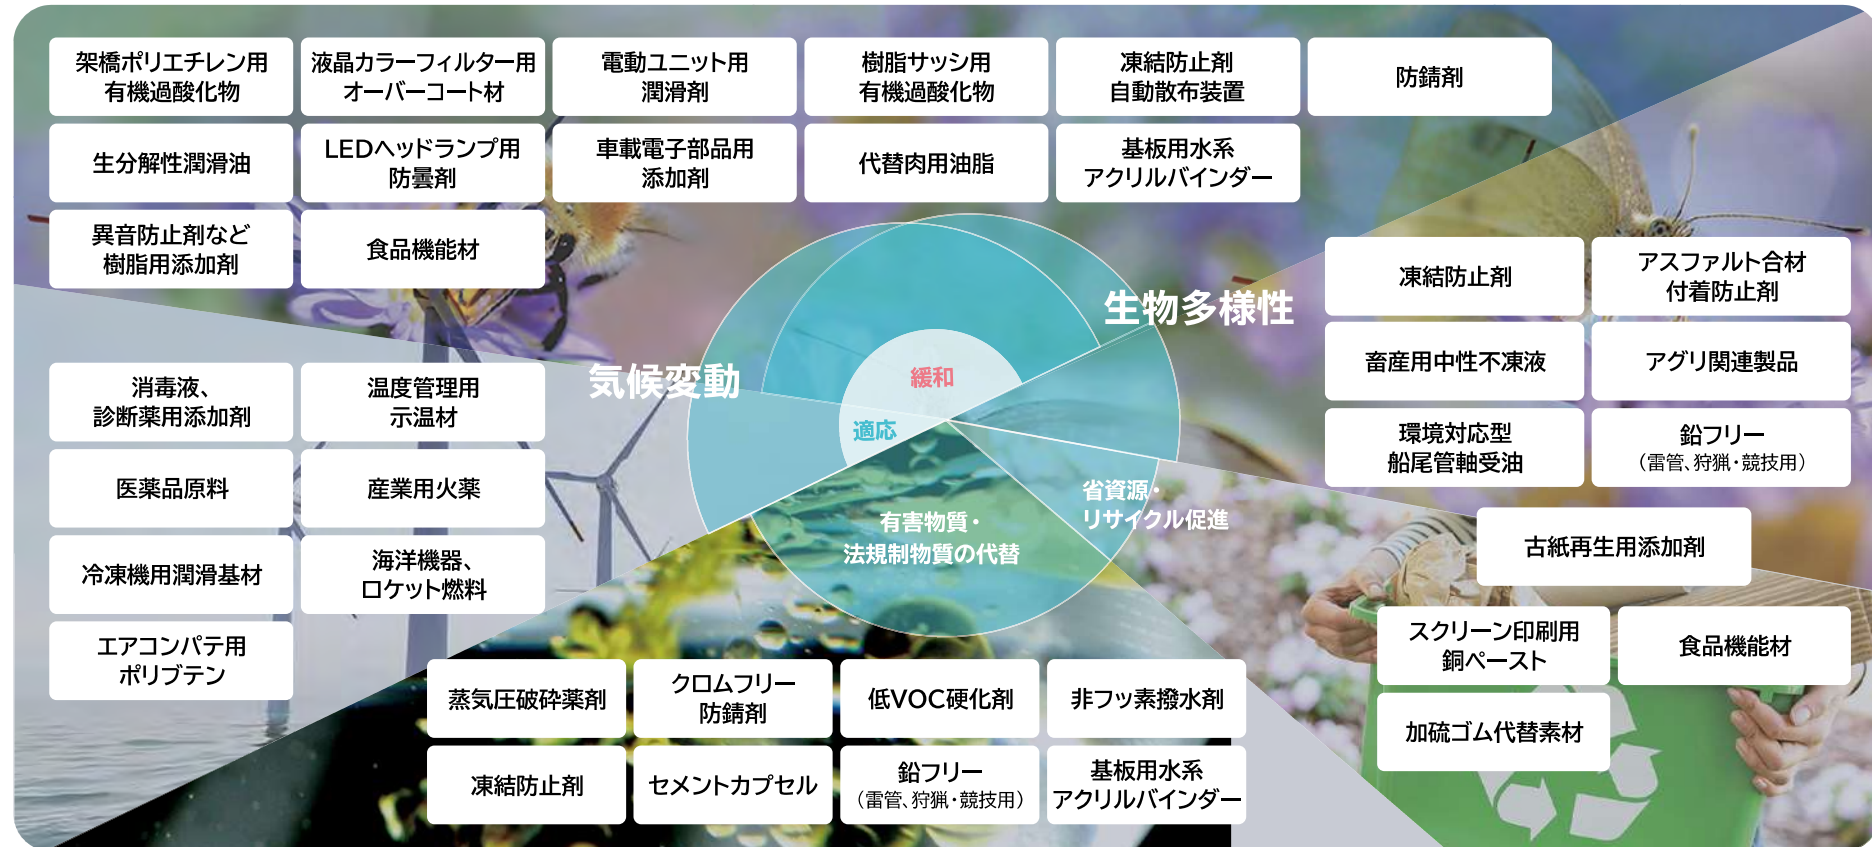 架橋ポリエチレン用
有機過酸化物
液晶カラーフィルター用
オーバーコート材
電動ユニット用
潤滑剤
樹脂サッシ用
有機過酸化物
凍結防止剤
自動散布装置
防錆剤
生分解性潤滑油
LEDヘッドランプ用
防曇剤
車載電子部品用
添加剤
代替肉用油脂
基板用水系
アクリルバインダー
異音防止剤など
樹脂用添加剤
食品機能材
生物多様性
気候変動
緩和
適応
有害物質・
法規制物質の代替
省資源・
リサイクル促進
凍結防止剤
アスファルト合材
付着防止剤
畜産用中性不凍液
アグリ関連製品
環境対応型
船尾管軸受油
鉛フリー
（雷管、狩猟・競技用）
消毒液、
診断薬用添加剤
温度管理用
示温材
医薬品原料
産業用火薬
冷凍機用潤滑基材
海洋機器、
ロケット燃料
エアコンパテ用
ポリブテン
古紙再生用添加剤
スクリーン印刷用
銅ペースト
食品機能材
加硫ゴム代替素材
蒸気圧破砕薬剤
クロムフリー
防錆剤
低VOC硬化剤
非フッ素撥水剤
凍結防止剤
セメントカプセル
鉛フリー
（雷管、狩猟・競技用）
基板用水系
アクリルバインダー